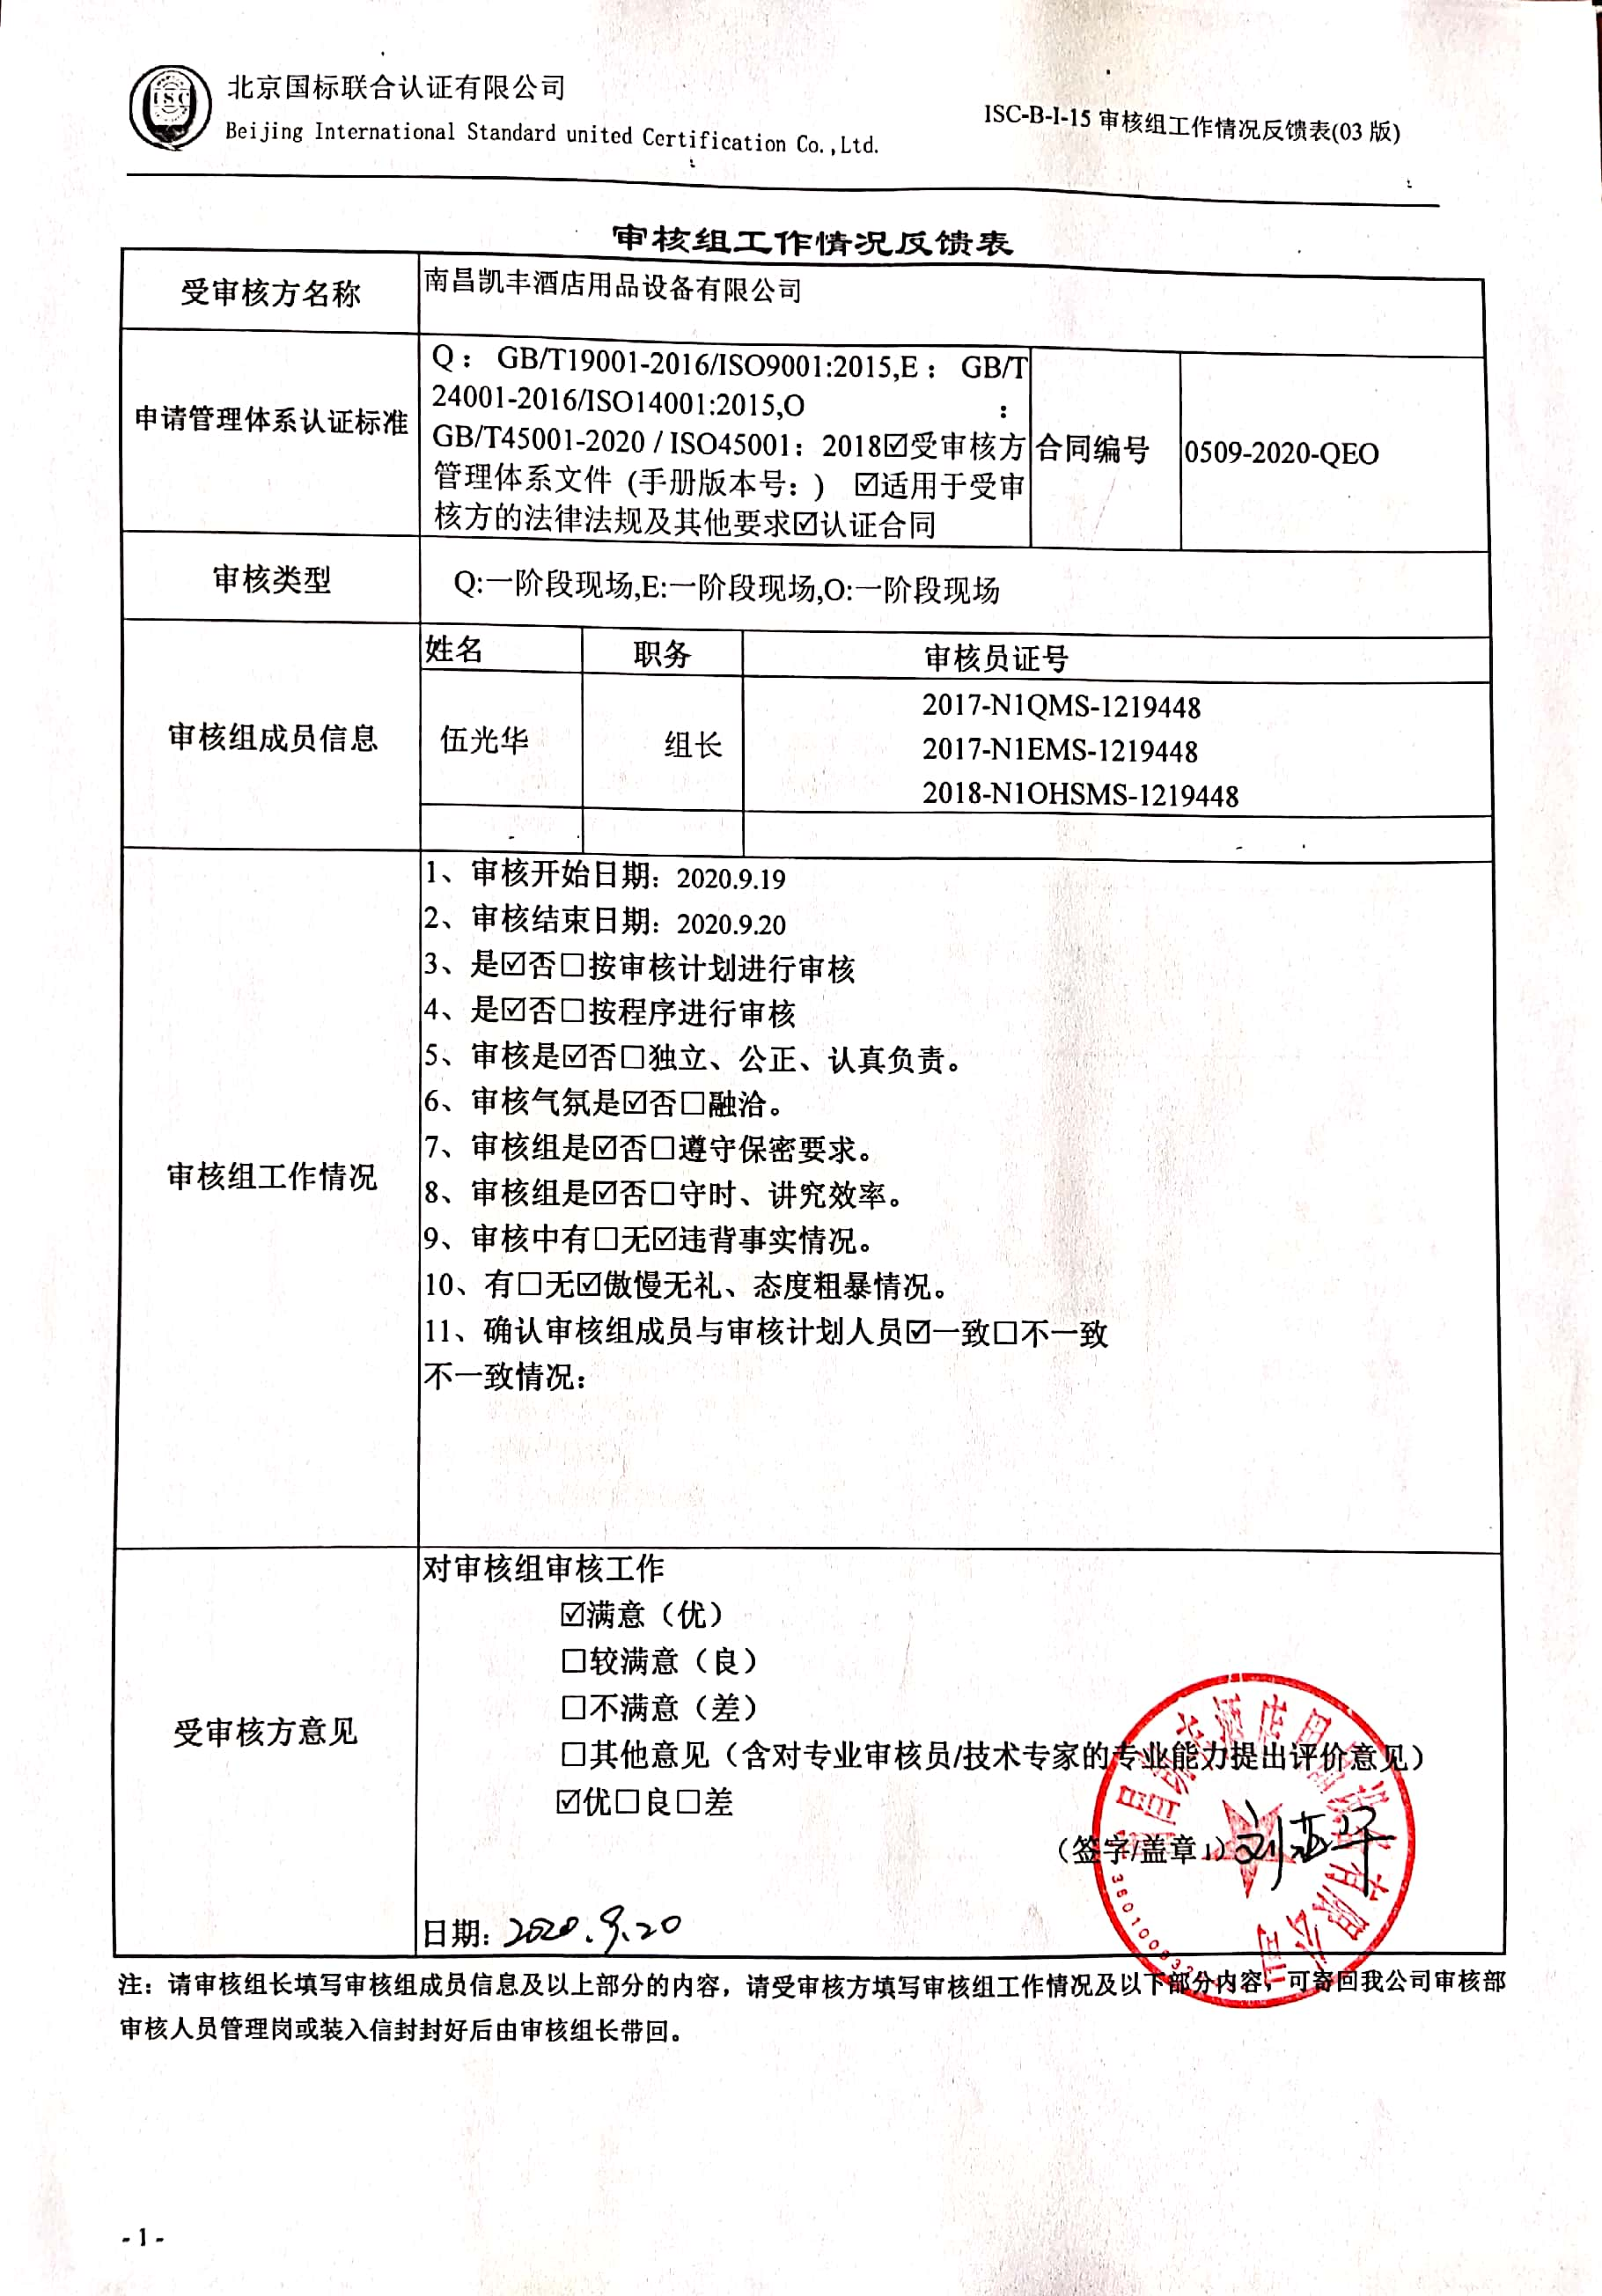 北京国标联合认证有限公司
Beijing International Standard united Certification Co.,Ltd.
ISC-B-I-15 审核组工作情况反馈表(03 版)
ISC
审核组工作情况反馈表
受审核方名称
南昌凯丰酒店用品设备有限公司
申请管理体系认证标准
Q： GB/T19001-2016/ISO9001:2015,E： GB/T
24001-2016/ISO14001:2015,O ：
GB/T45001-2020 / ISO45001：2018☑受审核方
管理体系文件（手册版本号：） ☑适用于受审
核方的法律法规及其他要求☑认证合同
合同编号
0509-2020-QEO
审核类型
Q:一阶段现场,E:一阶段现场,O:一阶段现场
审核组成员信息
姓名 职务 审核员证号
伍光华 组长
2017-N1QMS-1219448
2017-N1EMS-1219448
2018-N1OHSMS-1219448
审核组工作情况
1、审核开始日期：2020.9.19
2、审核结束日期：2020.9.20
3、是☑否☐按审核计划进行审核
4、是☑否☐按程序进行审核
5、审核是☑否☐独立、公正、认真负责。
6、审核气氛是☑否☐融洽。
7、审核组是☑否☐遵守保密要求。
8、审核组是☑否☐守时、讲究效率。
9、审核中有☐无☑违背事实情况。
10、有☐无☑傲慢无礼、态度粗暴情况。
11、确认审核组成员与审核计划人员☑一致☐不一致
不一致情况：
受审核方意见
对审核组审核工作
☑满意（优）
☐较满意（良）
☐不满意（差）
☐其他意见（含对专业审核员/技术专家的专业能力提出评价意见）
☑优☐良☐差
（签字/盖章）
日期：2020.9.20
注：请审核组长填写审核组成员信息及以上部分的内容，请受审核方填写审核组工作情况及以下部分内容，可寄回我公司审核部
审核人员管理岗或装入信封封好后由审核组长带回。
- 1 -